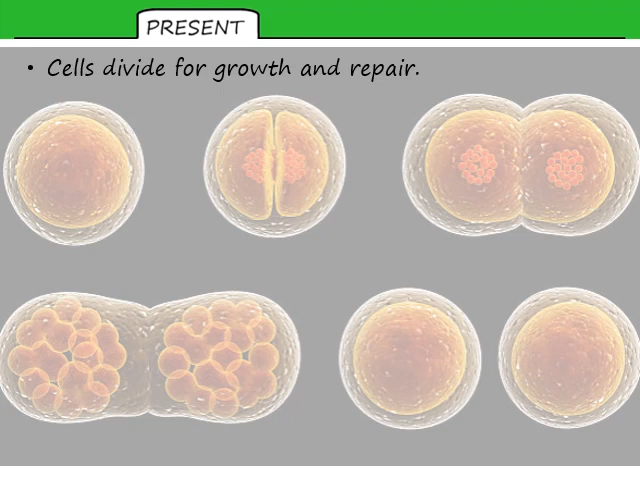 PRESENT
• Cells divide for growth and repair.